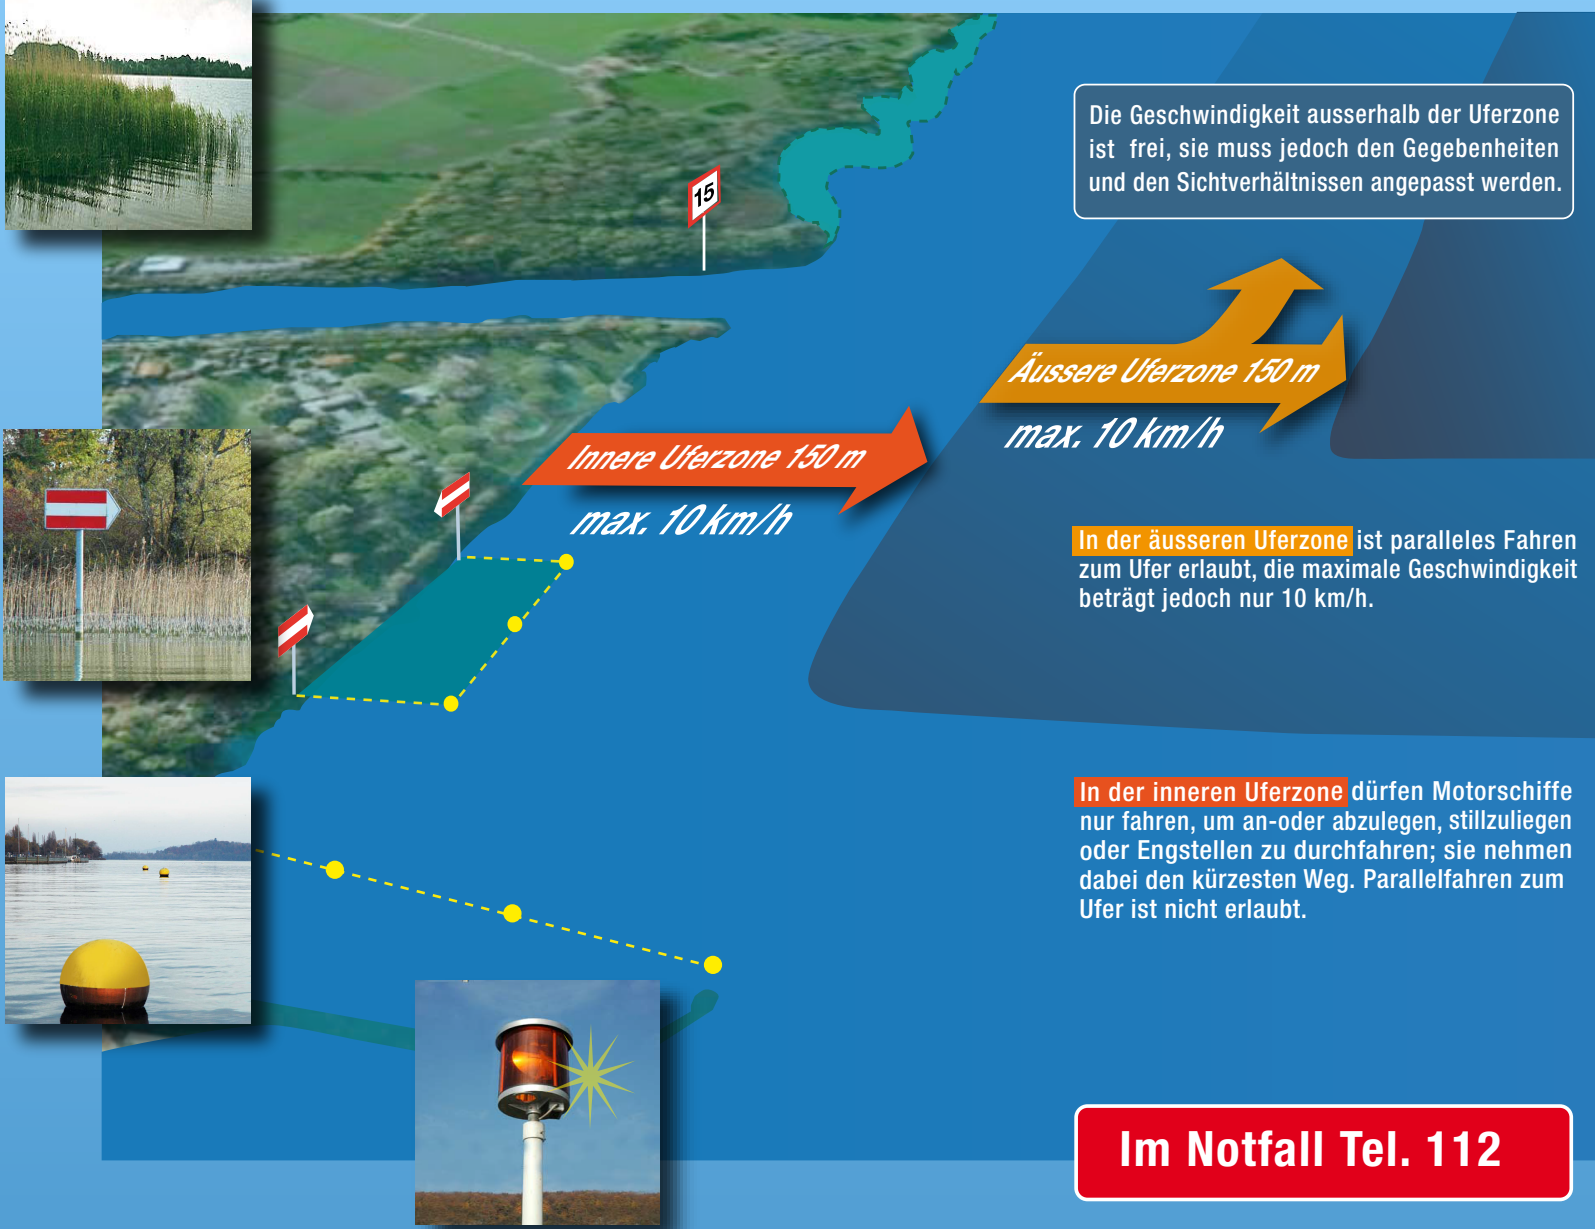 Die Geschwindigkeit ausserhalb der Uferzone
ist frei, sie muss jedoch den Gegebenheiten
und den Sichtverhältnissen angepasst werden.
15
Äussere Uferzone 150 m
max. 10 km/h
Innere Uferzone 150 m
max. 10 km/h
In der äusseren Uferzone ist paralleles Fahren
zum Ufer erlaubt, die maximale Geschwindigkeit
beträgt jedoch nur 10 km/h.
In der inneren Uferzone dürfen Motorschiffe
nur fahren, um an-oder abzulegen, stillzuliegen
oder Engstellen zu durchfahren; sie nehmen
dabei den kürzesten Weg. Parallelfahren zum
Ufer ist nicht erlaubt.
Im Notfall Tel. 112